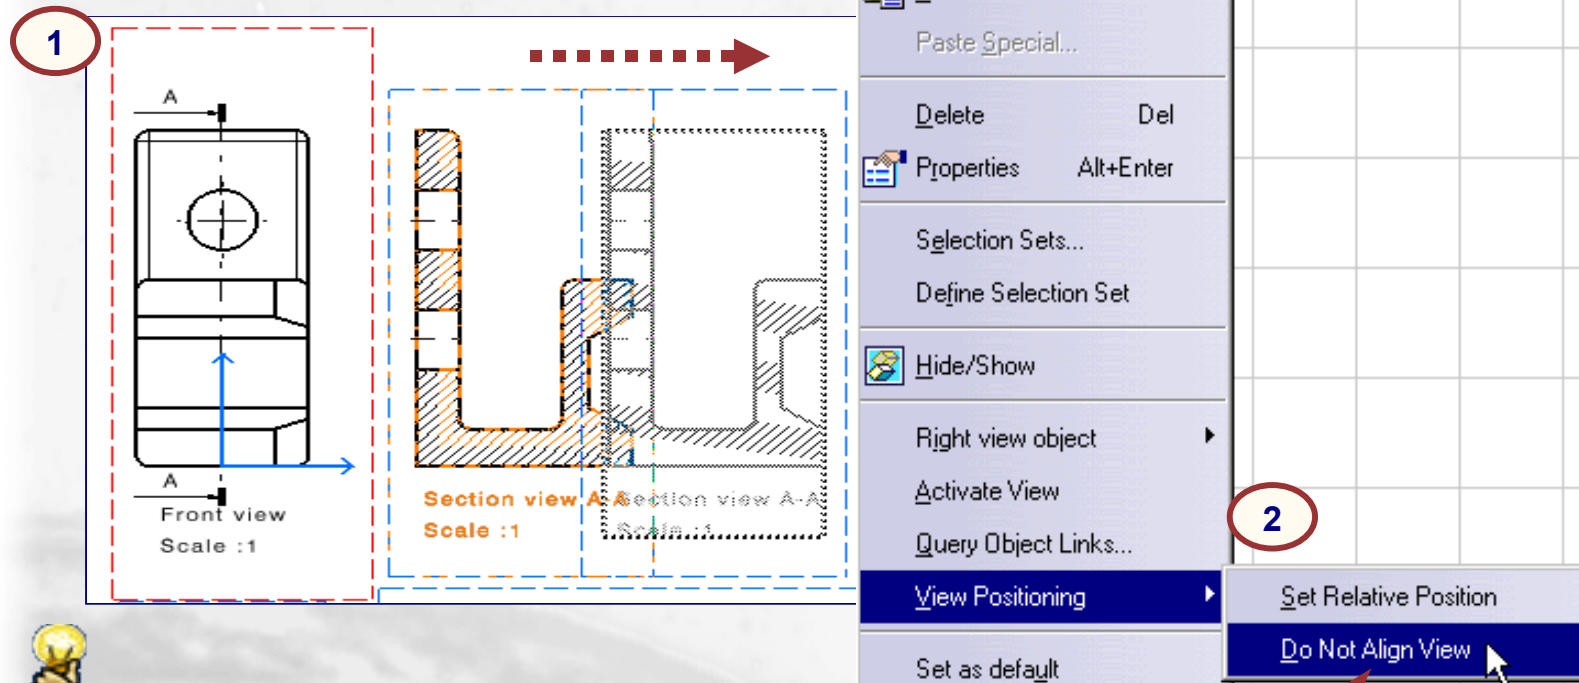 1
A
A
Front view
Scale :1
Section view A-A
Scale :1
Section view A-A
Scale :1
Paste Special...
Delete Del
Properties Alt+Enter
Selection Sets...
Define Selection Set
Hide/Show
Right view object
Activate View
Query Object Links...
View Positioning
Set as default
2
Set Relative Position
Do Not Align View